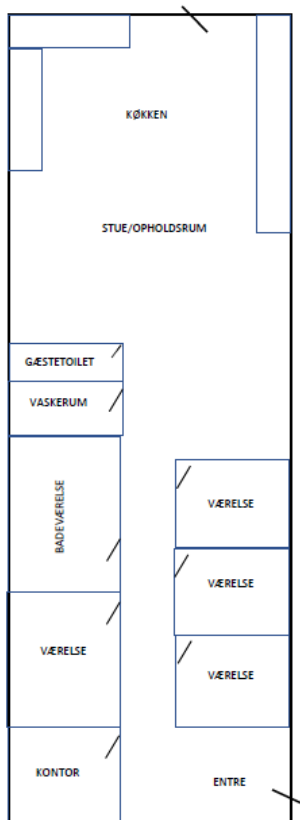 KØKKEN
STUE/OPHOLDSRUM
GÆSTETOILET
VASKERUM
BADEVÆRELSE
VÆRELSE
VÆRELSE
VÆRELSE
VÆRELSE
KONTOR
ENTRE